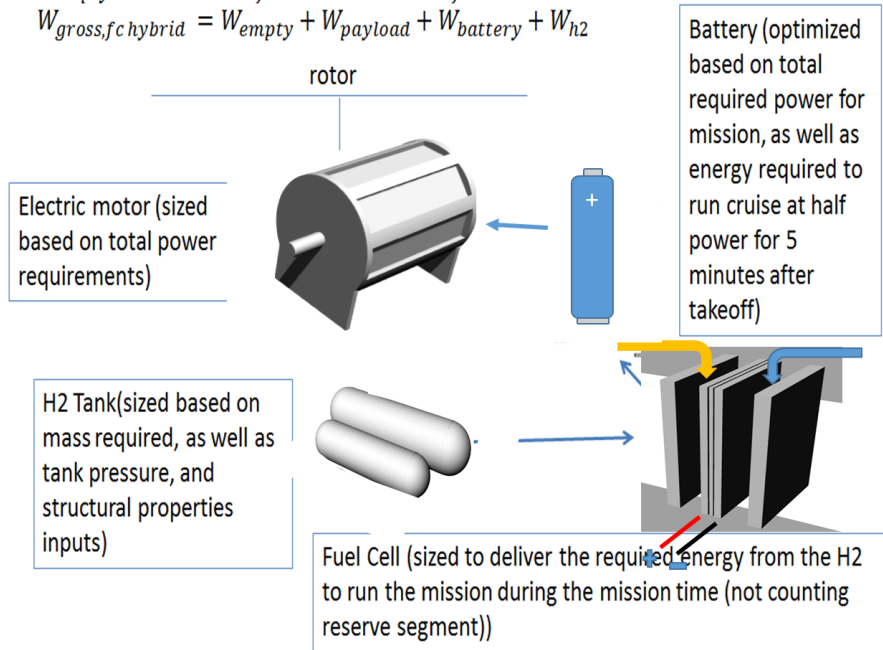 W_gross,fc hybrid = W_empty + W_payload + W_battery + W_h2
rotor
Battery (optimized
based on total
required power for
mission, as well as
energy required to
run cruise at half
power for 5
minutes after
takeoff)
Electric motor (sized
based on total power
requirements)
+
H2 Tank(sized based on
mass required, as well as
tank pressure, and
structural properties
inputs)
Fuel Cell (sized to deliver the required energy from the H2
to run the mission during the mission time (not counting
reserve segment))